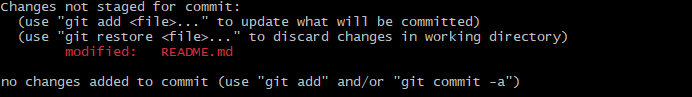 Changes not staged for commit:
  (use "git add <file>..." to update what will be committed)
  (use "git restore <file>..." to discard changes in working directory)
        modified:   README.md

no changes added to commit (use "git add" and/or "git commit -a")